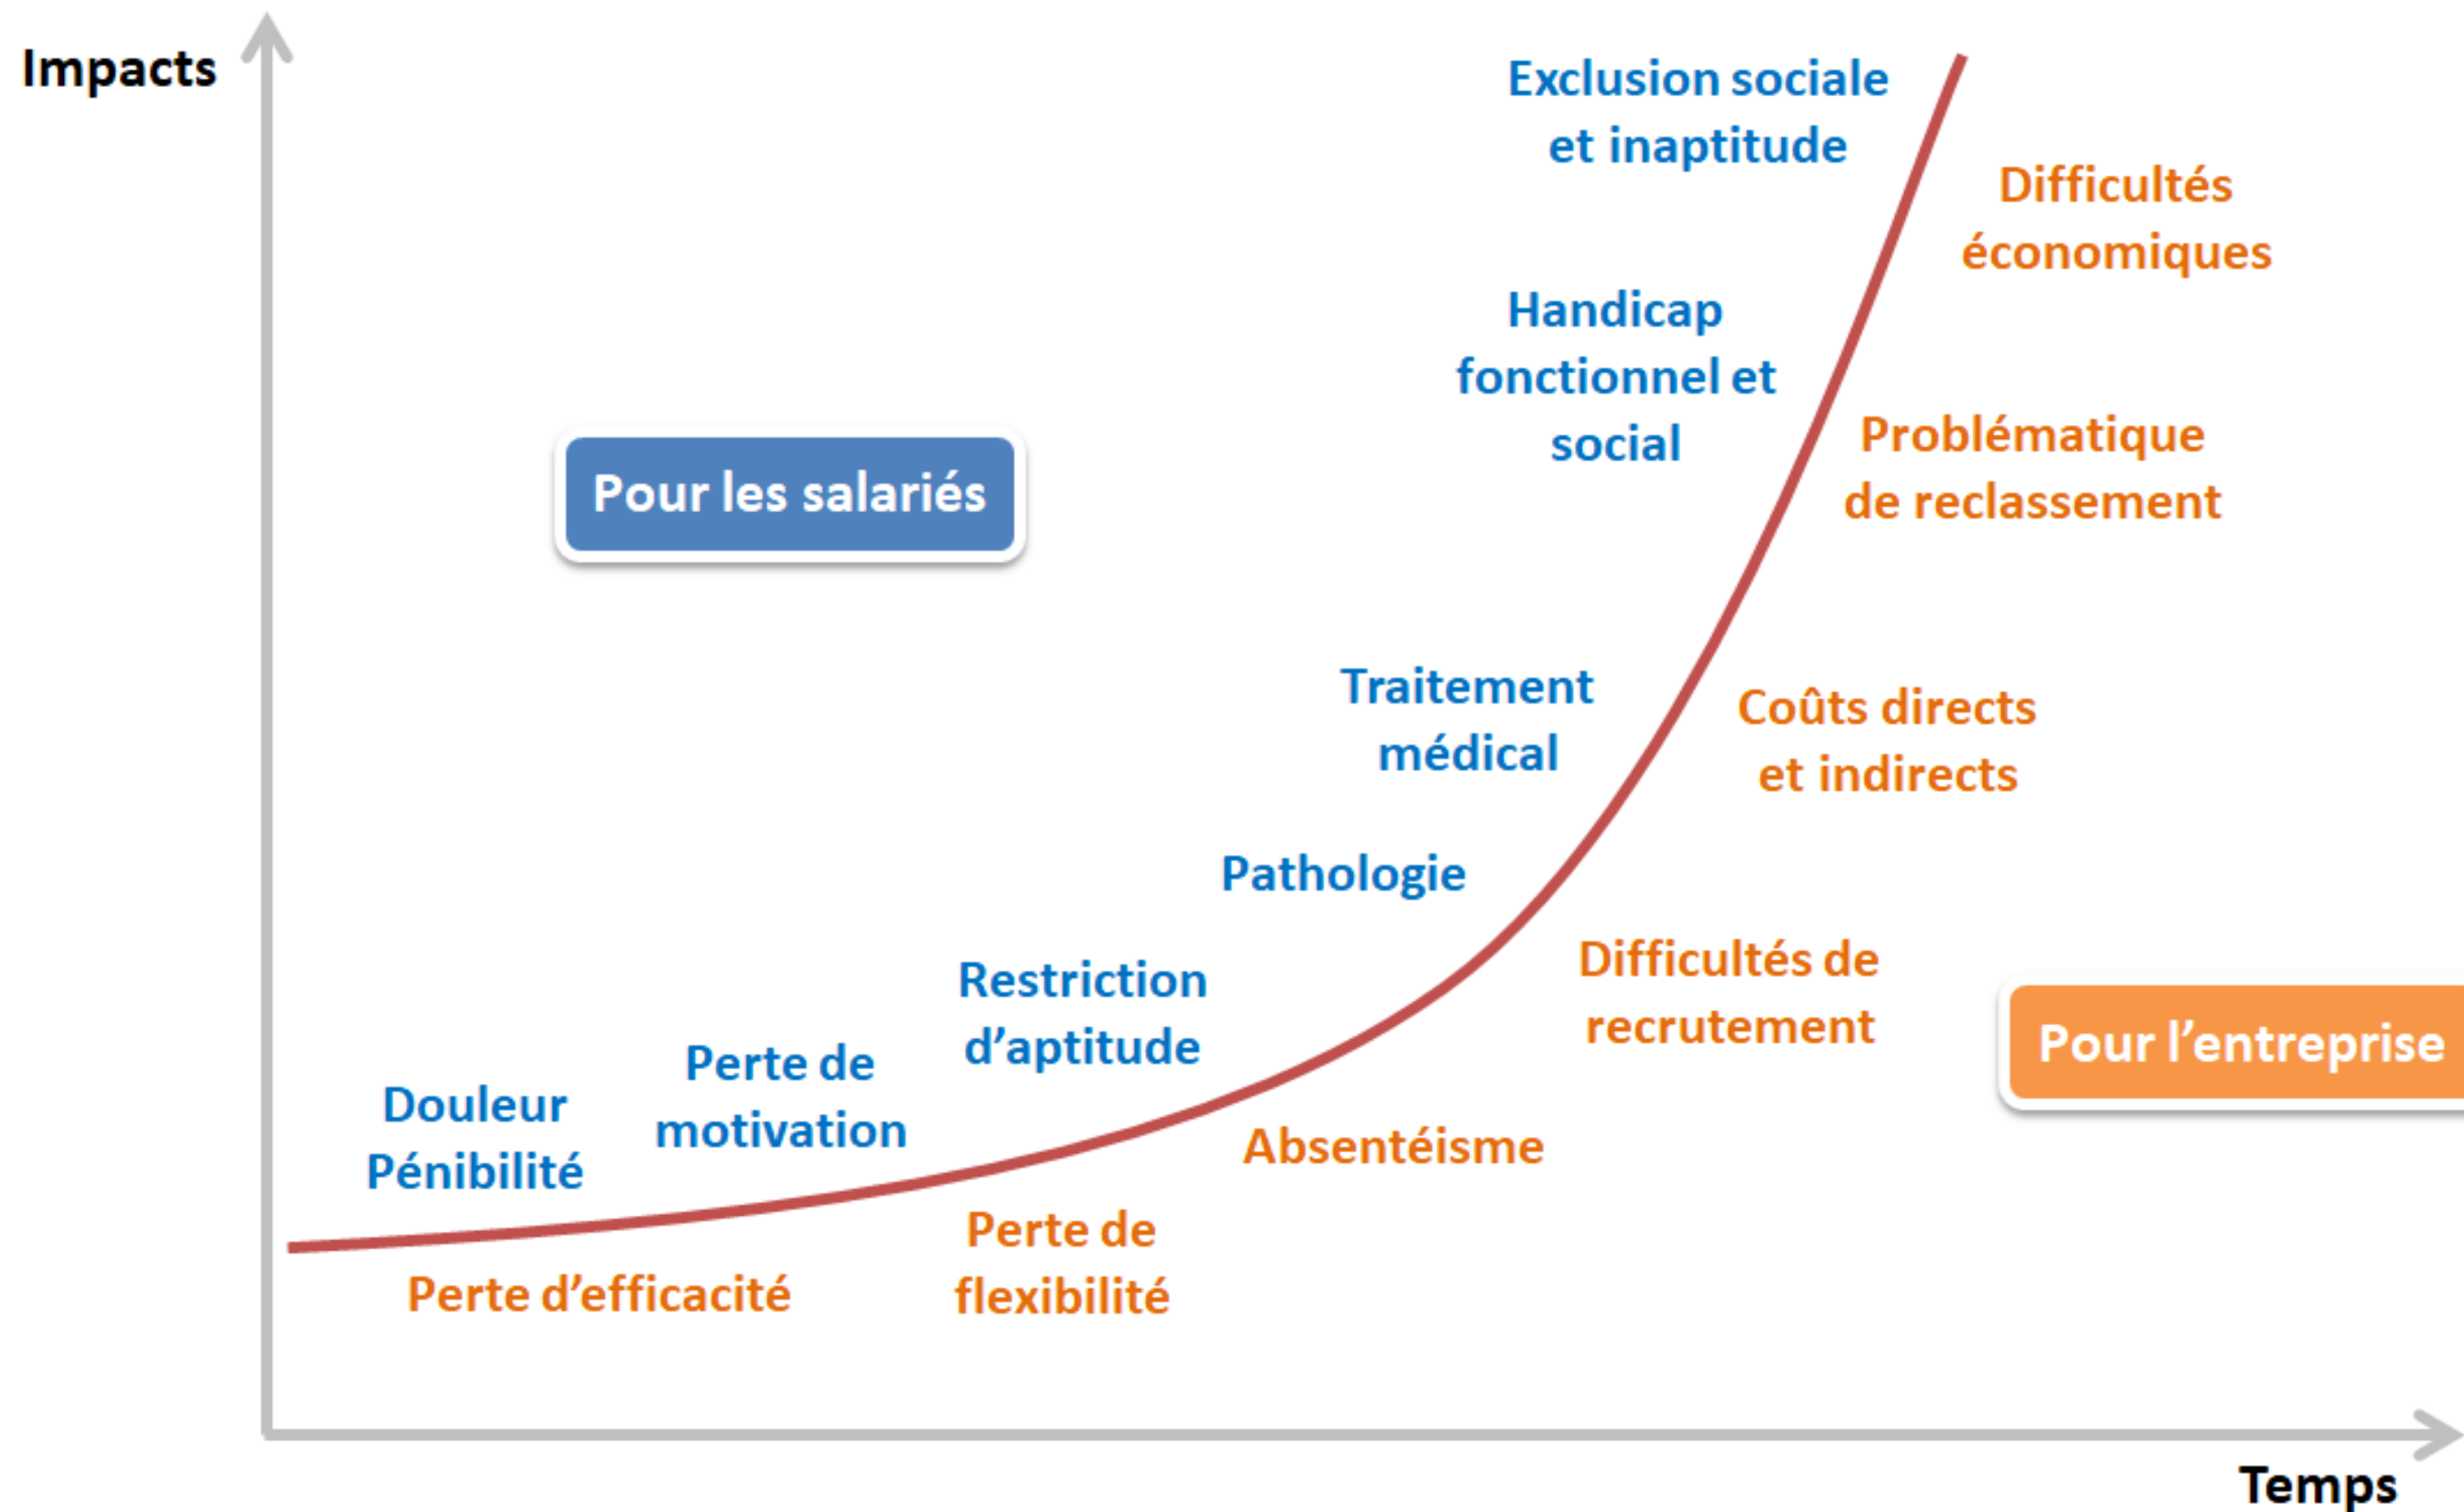 Impacts
Exclusion sociale
et inaptitude
Difficultés
économiques
Handicap
fonctionnel et
social
Problématique
de reclassement
Pour les salariés
Traitement
médical
Coûts directs
et indirects
Pathologie
Difficultés de
recrutement
Restriction
d’aptitude
Pour l’entreprise
Perte de
motivation
Douleur
Pénibilité
Absentéisme
Perte de
flexibilité
Perte d’efficacité
Temps